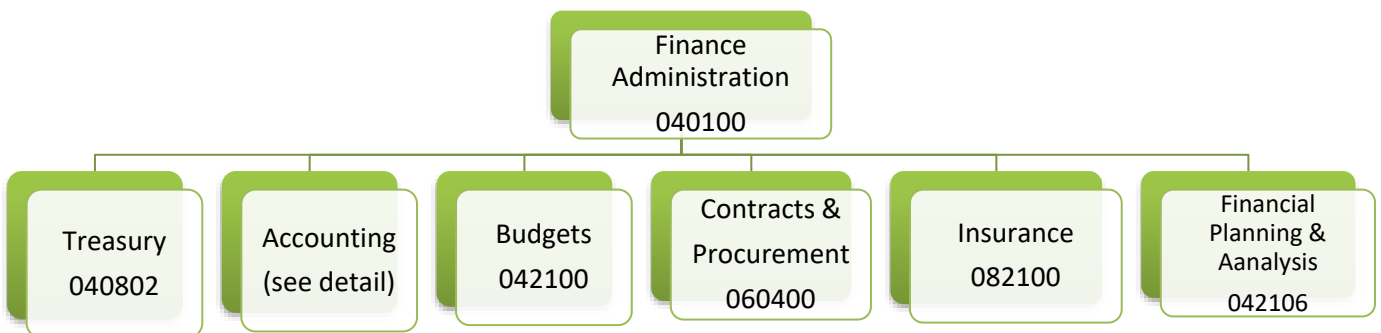 Finance
Administration
040100
Treasury
040802
Accounting
(see detail)
Budgets
042100
Contracts &
Procurement
060400
Insurance
082100
Financial
Planning &
Aanalysis
042106